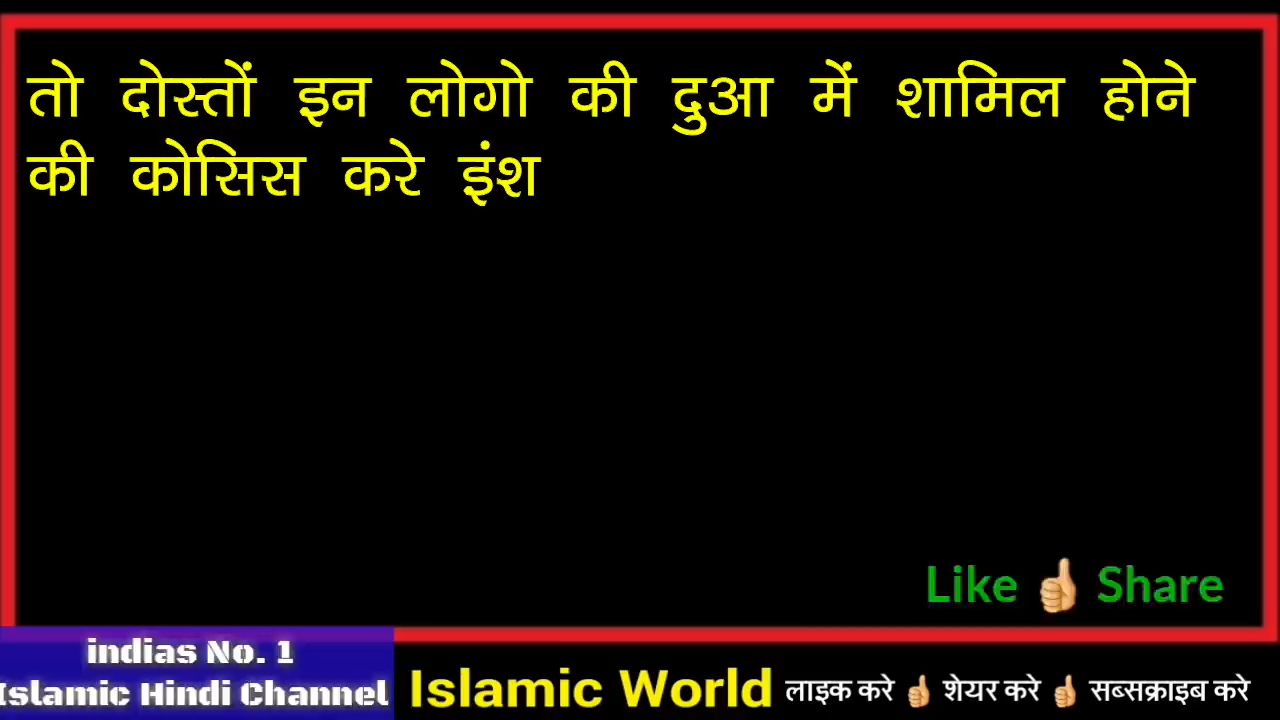 तो दोस्तों इन लोगो की दुआ में शामिल होने
की कोसिस करे इंश
Like 👍 Share
indias No. 1
Islamic Hindi Channel
Islamic World लाइक करे 👍 शेयर करे 👍 सब्सक्राइब करे